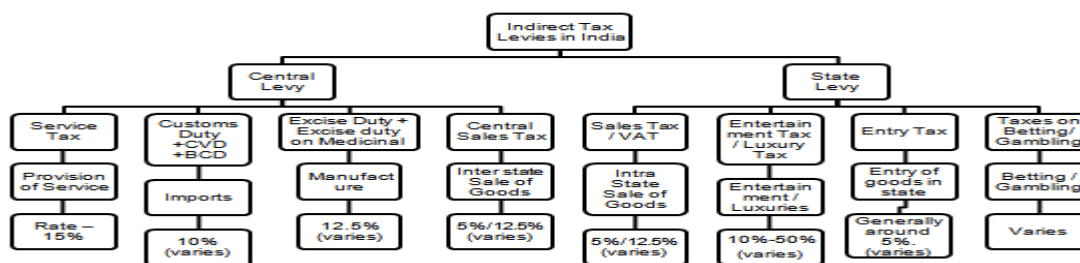 Indirect Tax
Levies in India
Central
Levy
State
Levy
Service
Tax
Customs
Duty
+CVD
+BCD
Excise Duty +
Excise duty
on Medicinal
Central
Sales Tax
Sales Tax
/ VAT
Entertain
ment Tax
/ Luxury
Tax
Entry Tax
Taxes on
Betting/
Gambling
Provision
of Service
Imports
Manufact
ure
Inter state
Sale of
Goods
Intra
State
Sale of
Goods
Entertain
ment /
Luxuries
Entry of
goods in
state
Betting /
Gambling
Rate –
15%
10%
(varies)
12.5%
(varies)
5%/12.5%
(varies)
5%/12.5%
(varies)
10%-50%
(varies)
Generally
around
5%.
(varies)
Varies